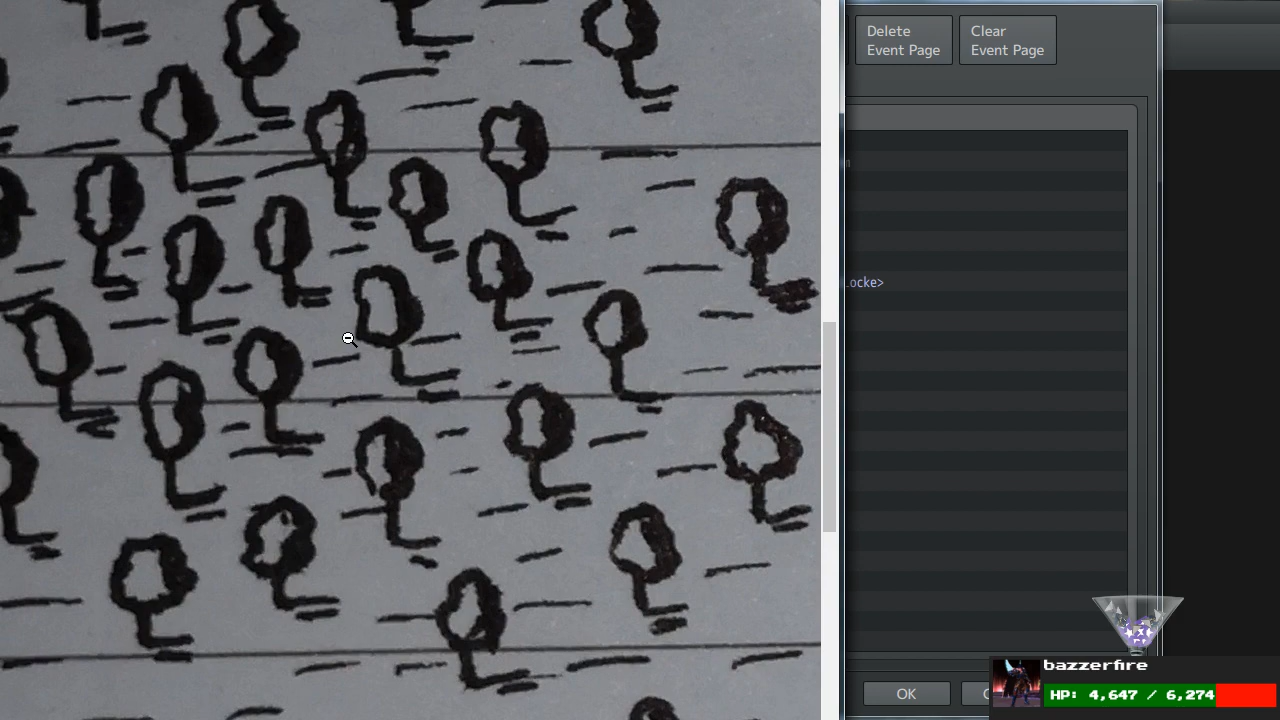 Delete
Event Page
Clear
Event Page
ocke>
OK
bazzerfire
HP: 4,647 / 6,274